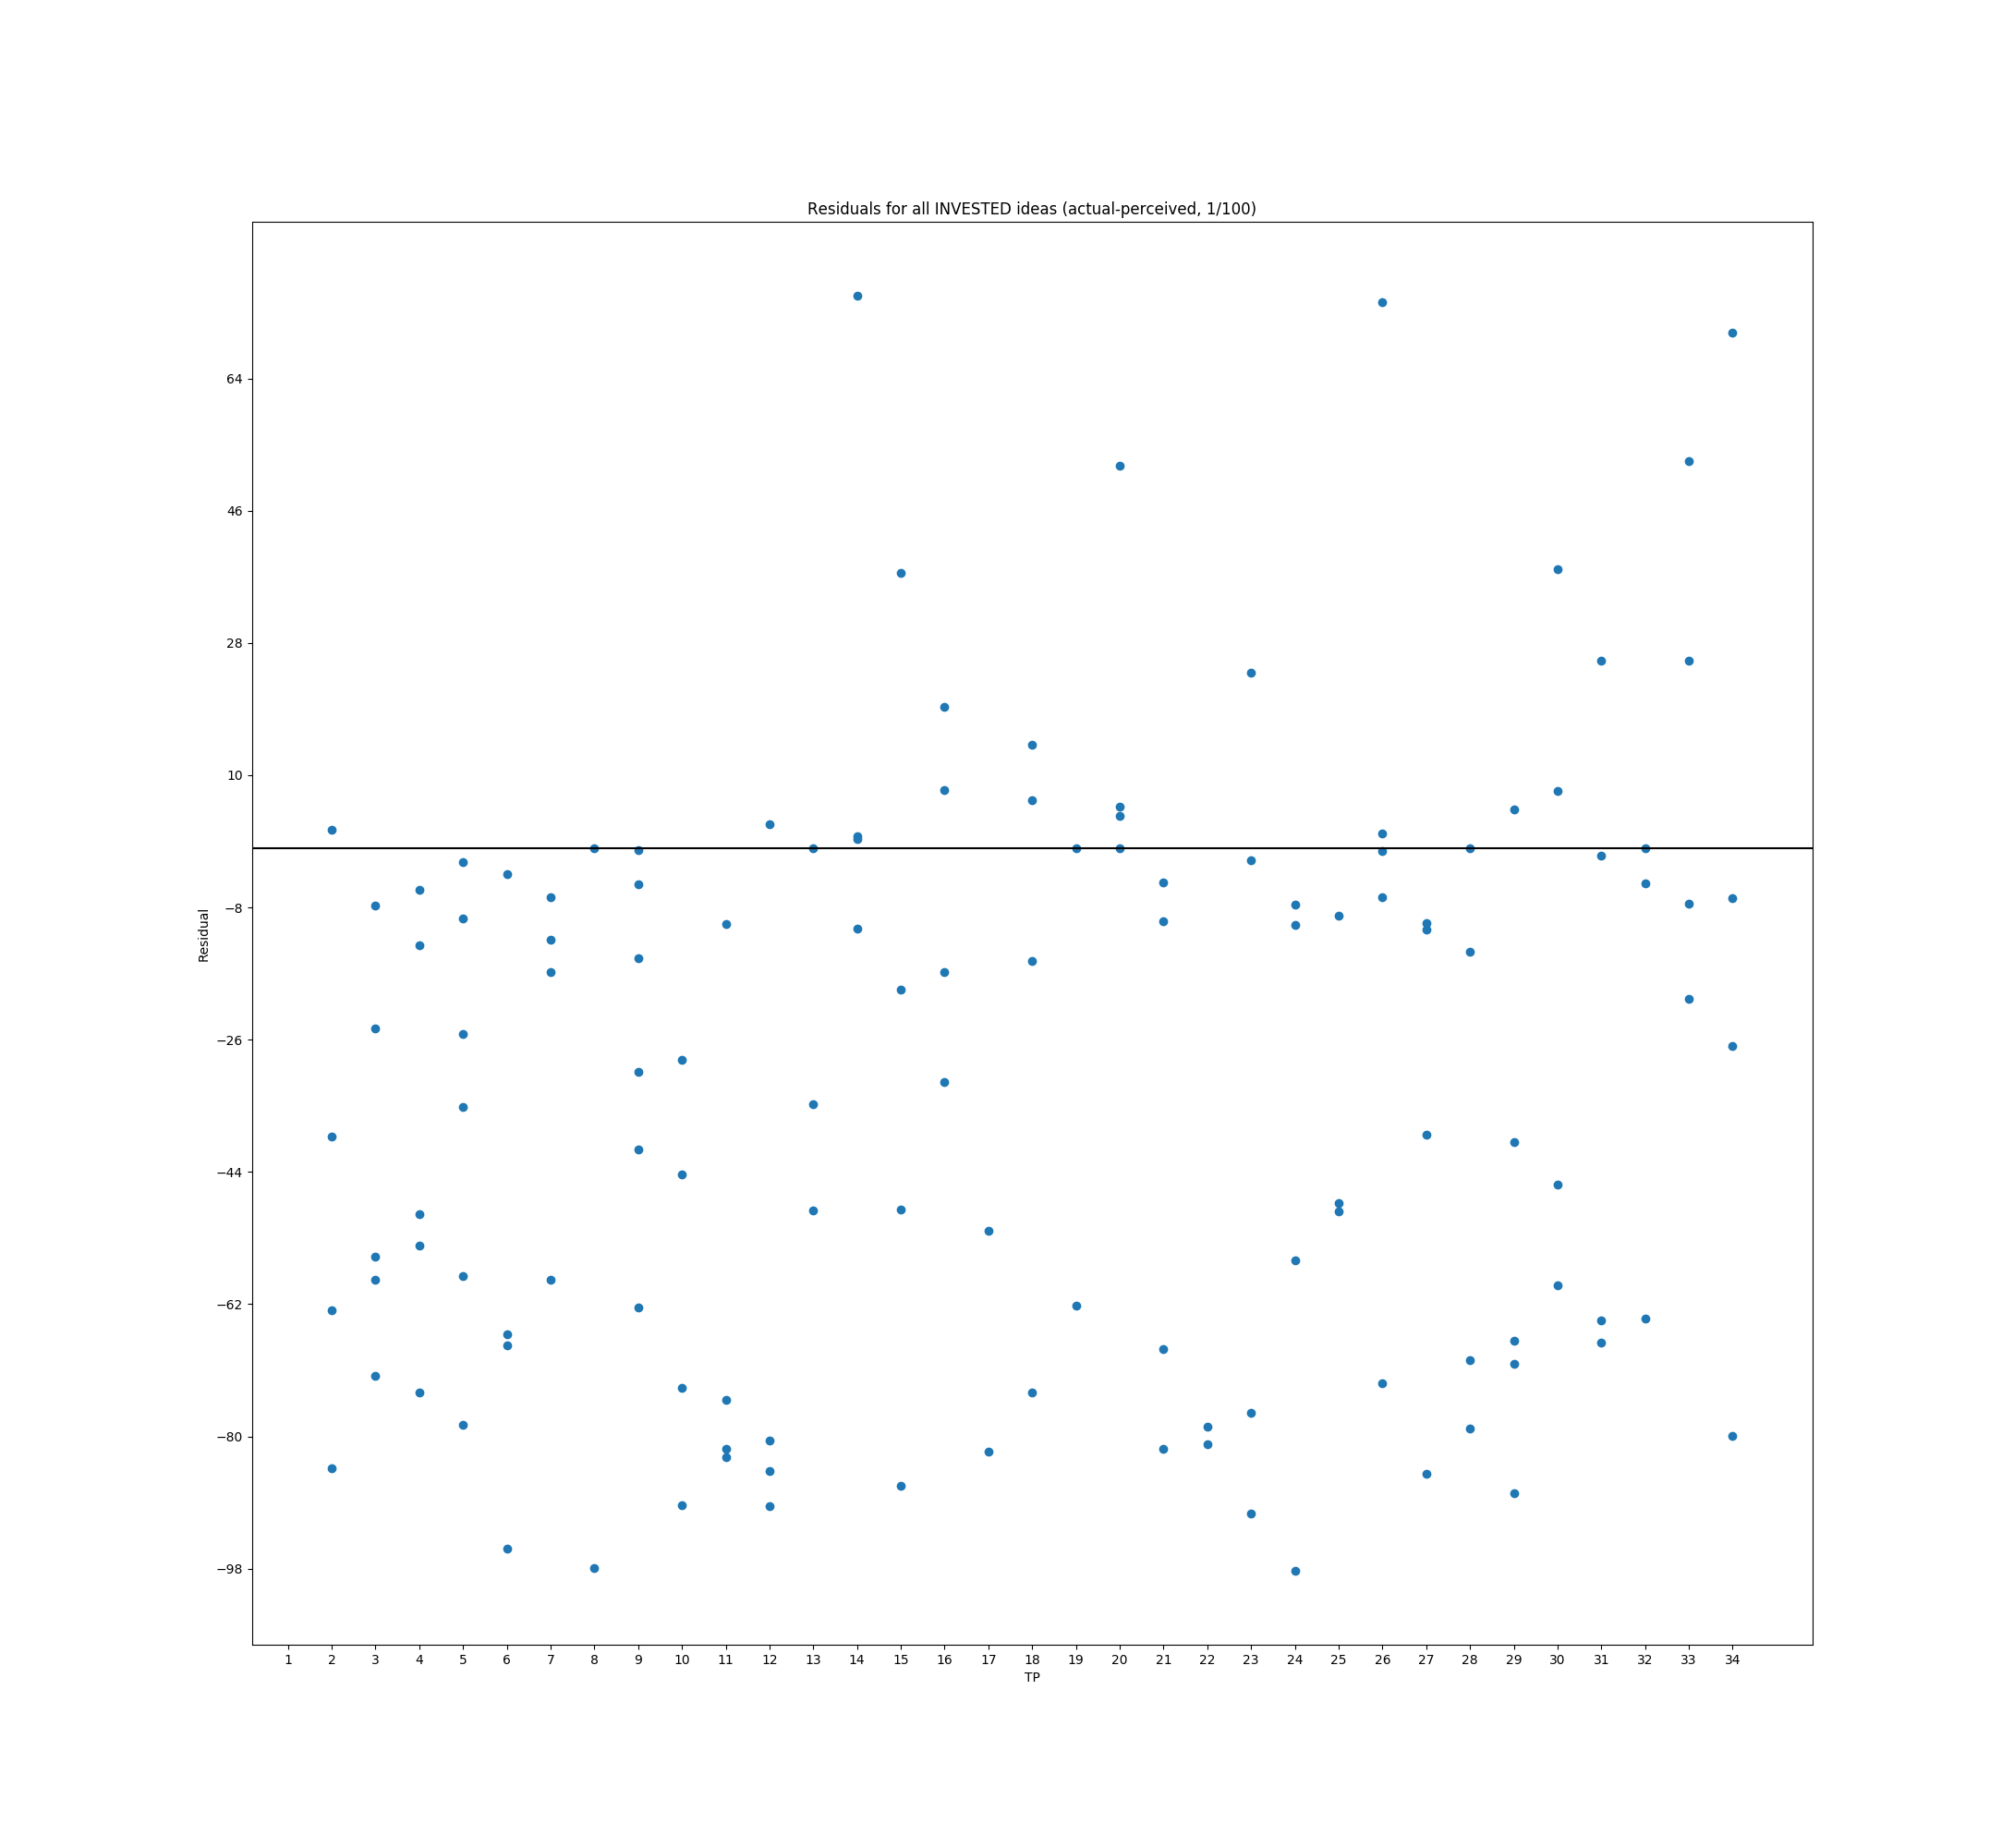 Residuals for all INVESTED ideas (actual-perceived, 1/100)
64
46
28
10
−8
−26
−44
−62
−80
−98
Residual
1 2 3 4 5 6 7 8 9 10 11 12 13 14 15 16 17 18 19 20 21 22 23 24 25 26 27 28 29 30 31 32 33 34
TP